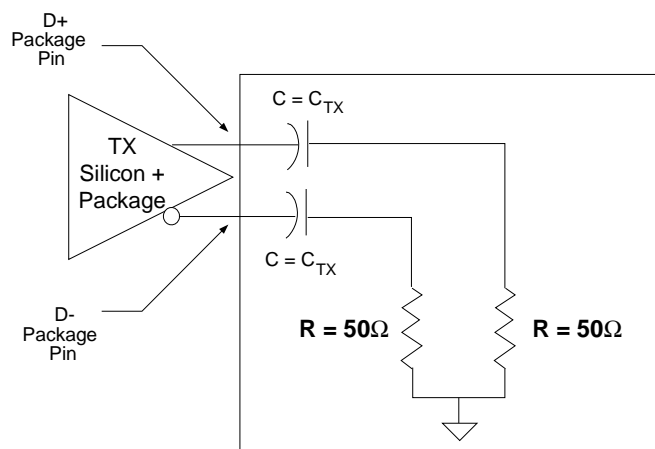 D+
Package
Pin
C = CTX
TX
Silicon +
Package
C = CTX
D-
Package
Pin
R = 50Ω
R = 50Ω